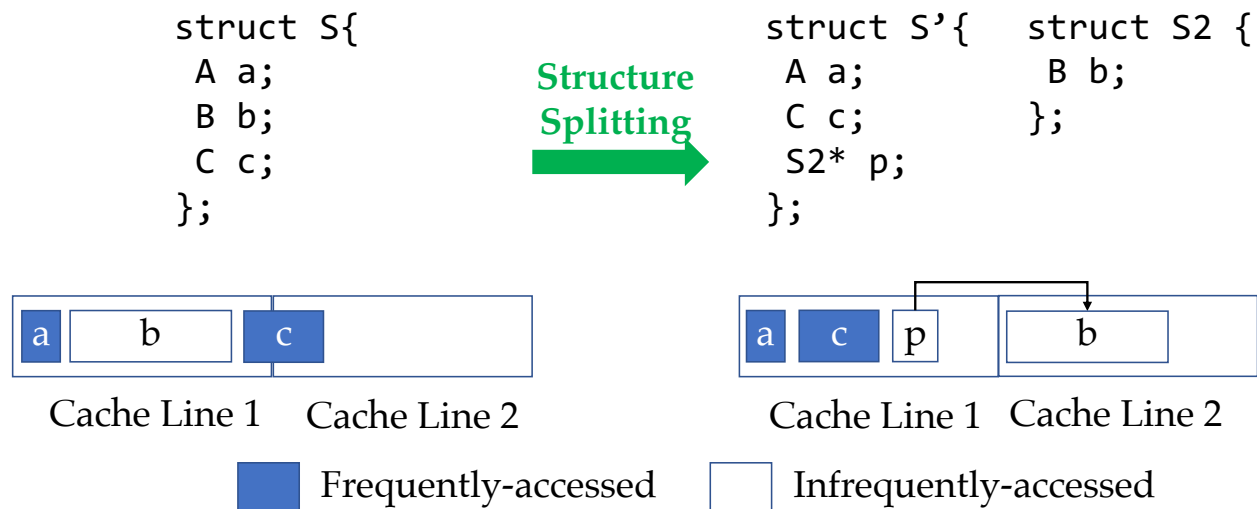 struct S{
A a;
B b;
C c;
};
Structure
Splitting
struct S’{
A a;
C c;
S2* p;
};
struct S2 {
B b;
};
a b c
Cache Line 1 Cache Line 2
a c p b
Cache Line 1 Cache Line 2
Frequently-accessed
Infrequently-accessed